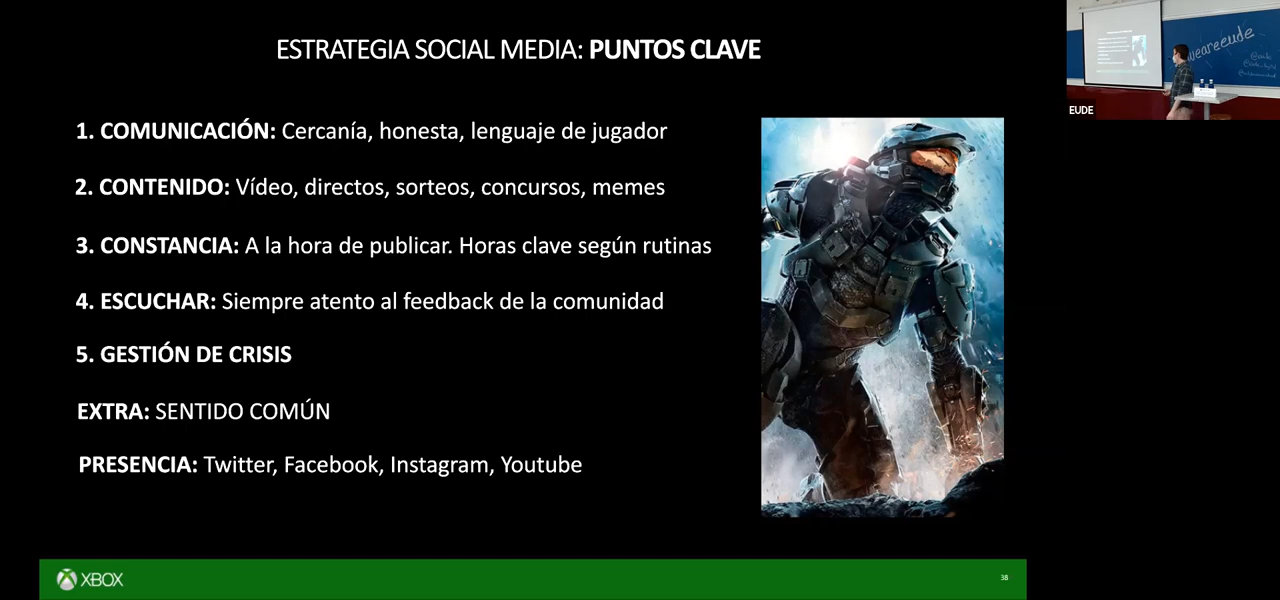 ESTRATEGIA SOCIAL MEDIA: PUNTOS CLAVE
1. COMUNICACIÓN: Cercanía, honesta, lenguaje de jugador
2. CONTENIDO: Vídeo, directos, sorteos, concursos, memes
3. CONSTANCIA: A la hora de publicar. Horas clave según rutinas
4. ESCUCHAR: Siempre atento al feedback de la comunidad
5. GESTIÓN DE CRISIS
EXTRA: SENTIDO COMÚN
PRESENCIA: Twitter, Facebook, Instagram, Youtube
XBOX
38
weareeude
EUDE